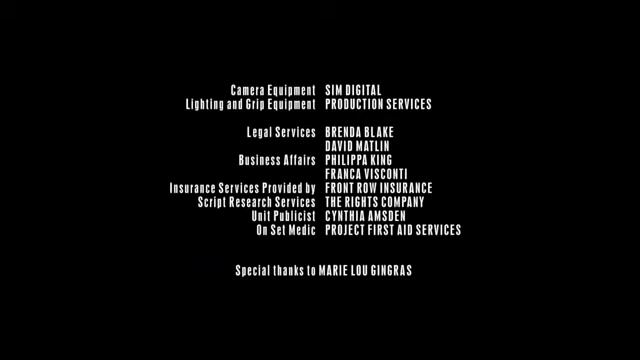 Camera Equipment SIM DIGITAL
Lighting and Grip Equipment PRODUCTION SERVICES
Legal Services BRENDA BLAKE
DAVID MATLIN
Business Affairs PHILIPPA KING
FRANCA VISCONTI
Insurance Services Provided by FRONT ROW INSURANCE
Script Research Services THE RIGHTS COMPANY
Unit Publicist CYNTHIA AMSDEN
On Set Medic PROJECT FIRST AID SERVICES
Special thanks to MARIE LOU GINGRAS